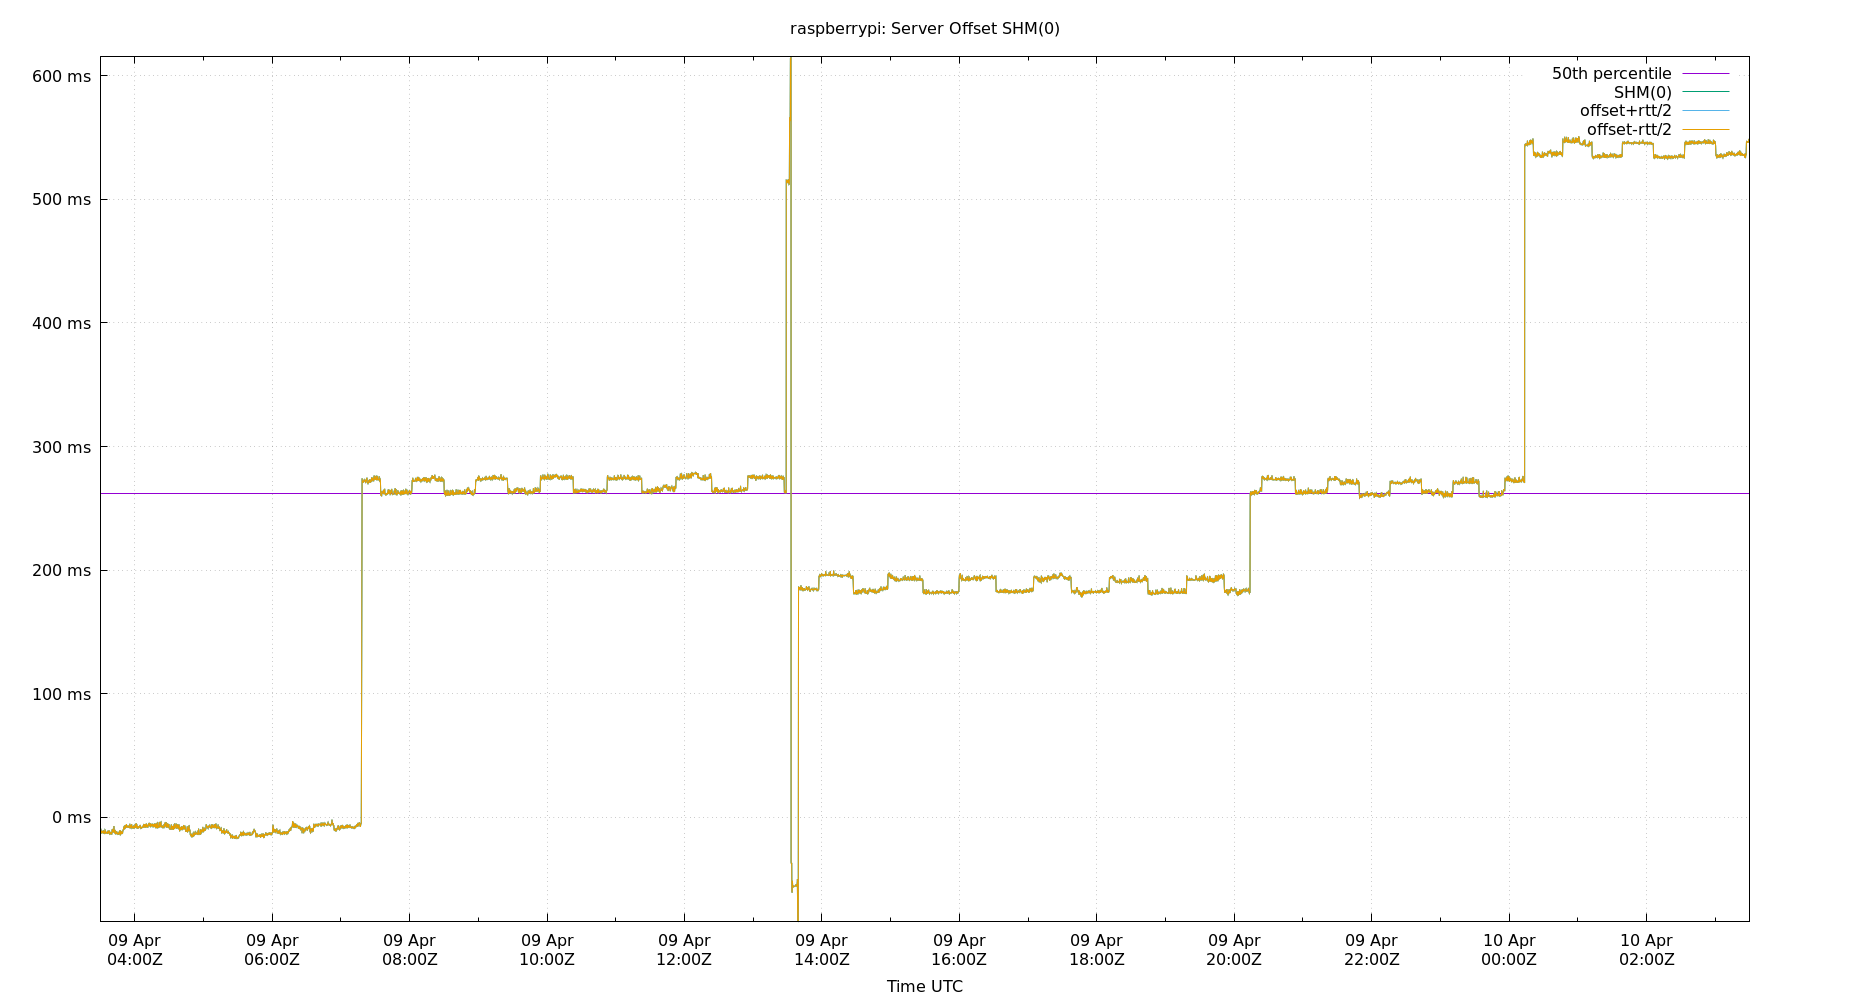 raspberrypi: Server Offset SHM(0)
50th percentile
SHM(0)
offset+rtt/2
offset-rtt/2
600 ms
500 ms
400 ms
300 ms
200 ms
100 ms
0 ms
09 Apr 09 Apr 09 Apr 09 Apr 09 Apr 09 Apr 09 Apr 09 Apr 09 Apr 09 Apr 10 Apr 10 Apr
04:00Z 06:00Z 08:00Z 10:00Z 12:00Z 14:00Z 16:00Z 18:00Z 20:00Z 22:00Z 00:00Z 02:00Z
Time UTC